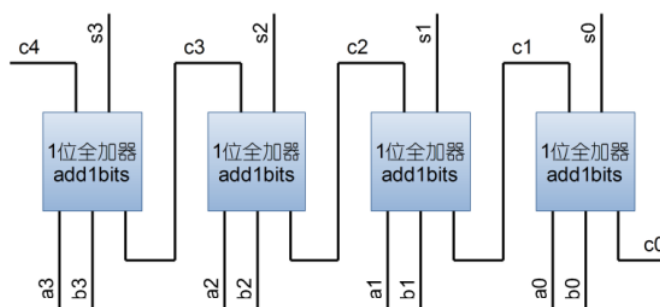 s3
s2
s1
s0
c4
c3
c2
c1
1位全加器
add1bits
1位全加器
add1bits
1位全加器
add1bits
1位全加器
add1bits
c0
a3
b3
a2
b2
a1
b1
a0
b0